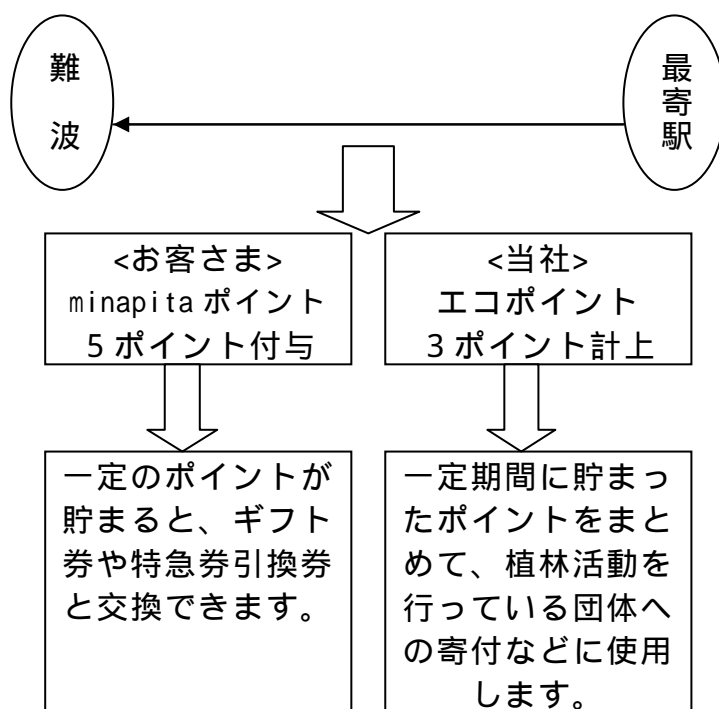 難波
最寄駅
<お客さま>
minapita ポイント
5 ポイント付与
<当社>
エコポイント
3 ポイント計上
一定のポイントが
貯まると、ギフト
券や特急券引換券
と交換できます。
一定期間に貯まっ
たポイントをまと
めて、植林活動を
行っている団体へ
の寄付などに使用
します。